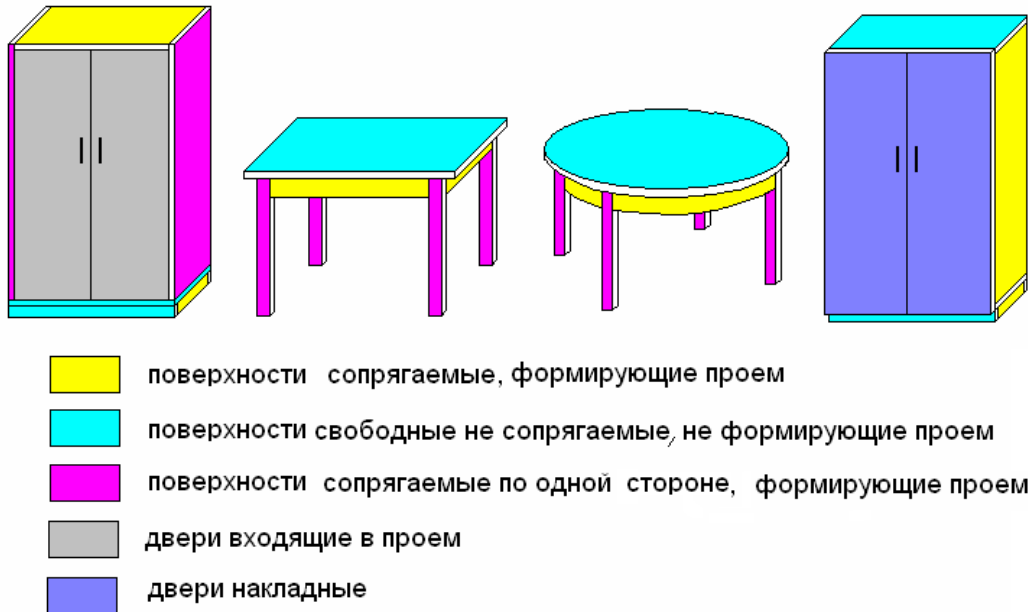 поверхности сопрягаемые, формирующие проем
поверхности свободные не сопрягаемые, не формирующие проем
поверхности сопрягаемые по одной стороне, формирующие проем
двери входящие в проем
двери накладные